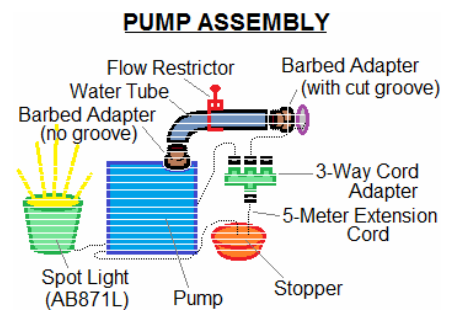 PUMP ASSEMBLY
Flow Restrictor
Water Tube
Barbed Adapter
(no groove)
Barbed Adapter
(with cut groove)
3-Way Cord
Adapter
5-Meter Extension
Cord
Spot Light
(AB871L)
Pump
Stopper